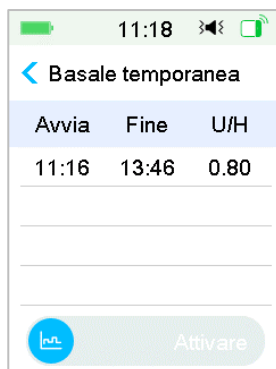 11:18
Basale temporanea
Avvia Fine U/H
11:16 13:46 0.80
Attivare